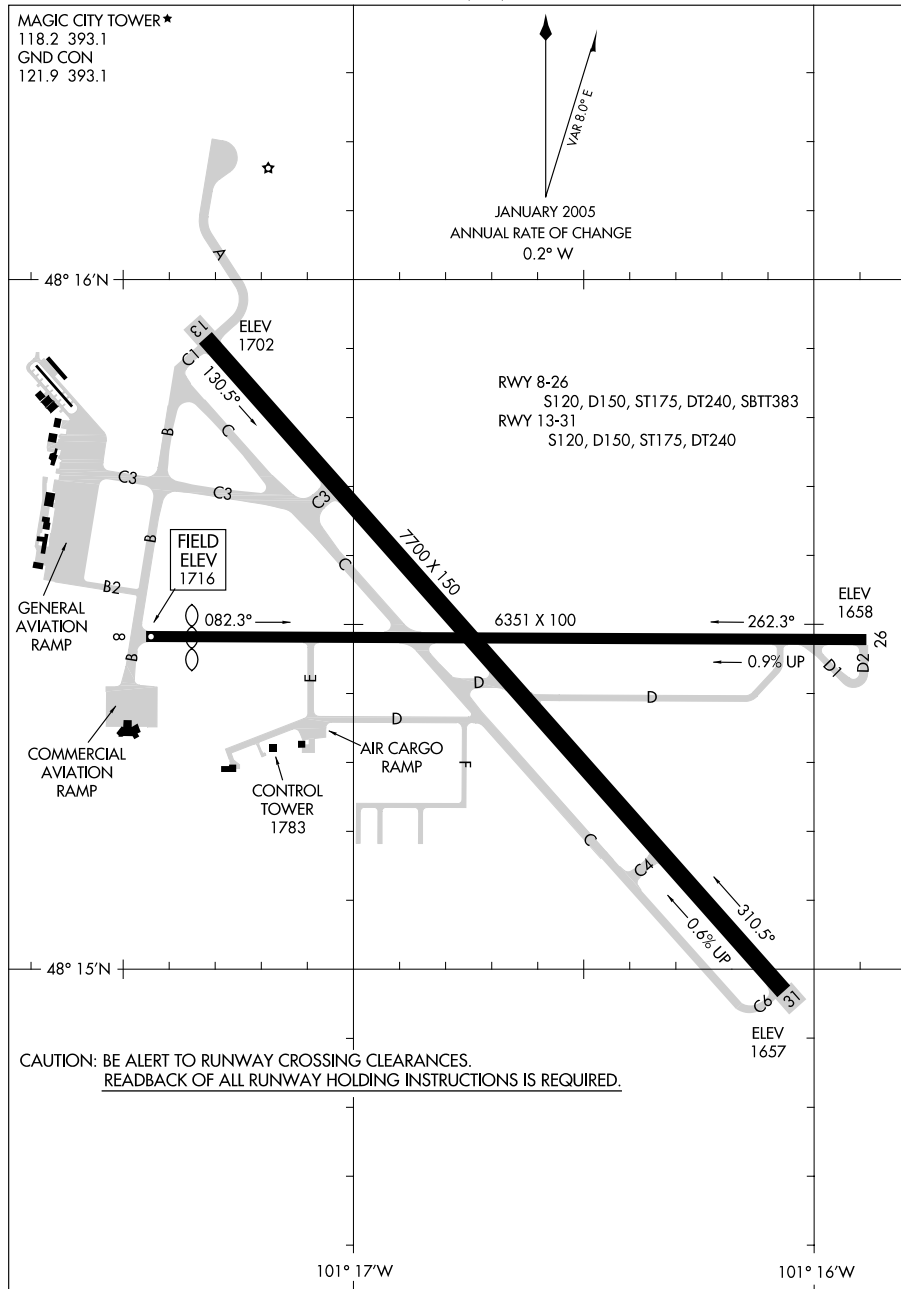 MAGIC CITY TOWER★
118.2 393.1
GND CON
121.9 393.1
VAR 8.0° E
JANUARY 2005
ANNUAL RATE OF CHANGE
0.2° W
A
48° 16'N
13
ELEV
1702
C1
130.5°
RWY 8-26
S120, D150, ST175, DT240, SBTT383
RWY 13-31
S120, D150, ST175, DT240
B
C
C3
C3
C3
7700 X 150
B
C
FIELD
ELEV
1716
B2
GENERAL
AVIATION
RAMP
ELEV
1658
8
082.3°
6351 X 100
262.3°
26
B
0.9% UP
D1
D2
E
D
D
D
COMMERCIAL
AVIATION
RAMP
AIR CARGO
RAMP
F
CONTROL
TOWER
1783
C
C4
310.5°
0.6% UP
48° 15'N
C6
31
ELEV
1657
CAUTION: BE ALERT TO RUNWAY CROSSING CLEARANCES.
READBACK OF ALL RUNWAY HOLDING INSTRUCTIONS IS REQUIRED.
101° 17'W
101° 16'W